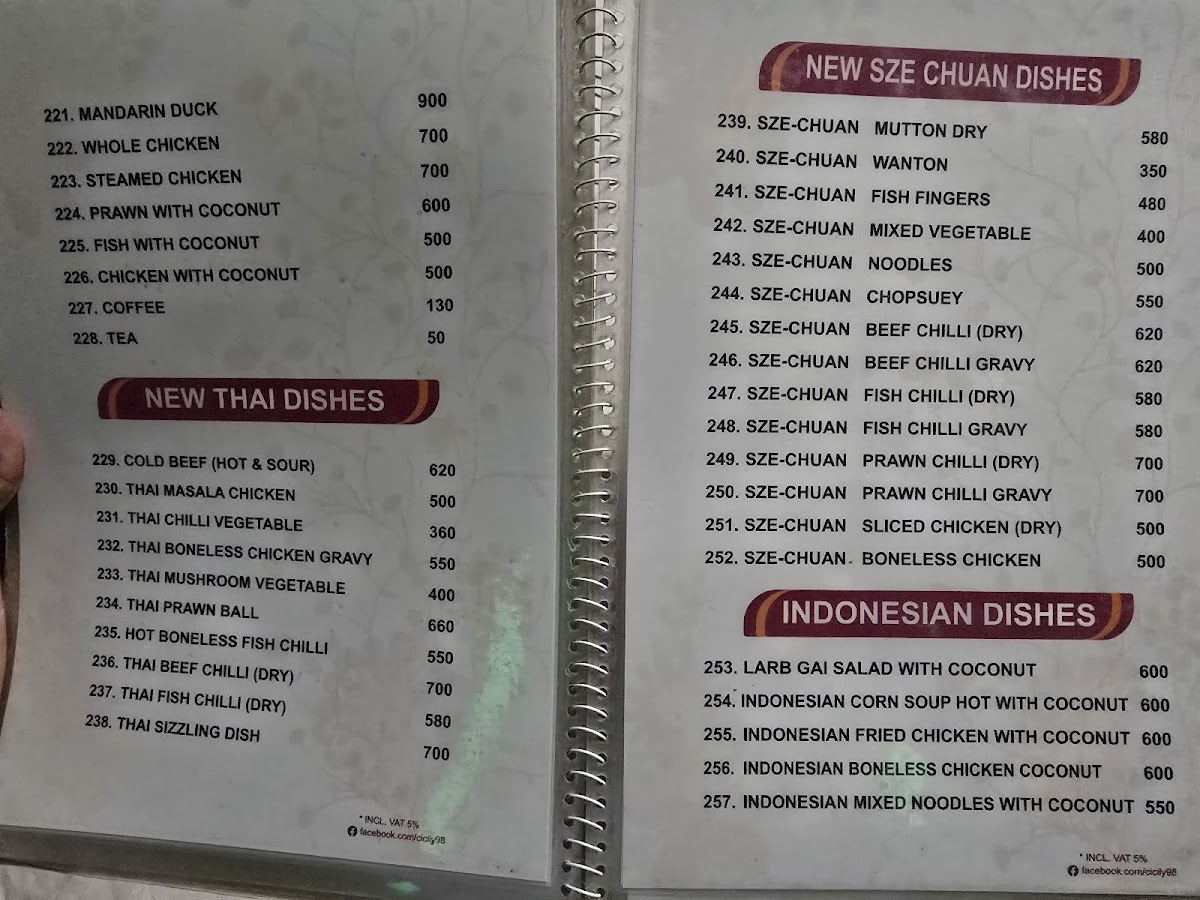 221. MANDARIN DUCK 900
222. WHOLE CHICKEN 700
223. STEAMED CHICKEN 700
224. PRAWN WITH COCONUT 600
225. FISH WITH COCONUT 500
226. CHICKEN WITH COCONUT 500
227. COFFEE 130
228. TEA 50
NEW THAI DISHES
229. COLD BEEF (HOT & SOUR) 620
230. THAI MASALA CHICKEN 500
231. THAI CHILLI VEGETABLE 360
232. THAI BONELESS CHICKEN GRAVY 550
233. THAI MUSHROOM VEGETABLE 400
234. THAI PRAWN BALL 660
235. HOT BONELESS FISH CHILLI 550
236. THAI BEEF CHILLI (DRY) 700
237. THAI FISH CHILLI (DRY) 580
238. THAI SIZZLING DISH 700
* INCL. VAT 5%
facebook.com/cicily98
NEW SZE CHUAN DISHES
239. SZE-CHUAN MUTTON DRY 580
240. SZE-CHUAN WANTON 350
241. SZE-CHUAN FISH FINGERS 480
242. SZE-CHUAN MIXED VEGETABLE 400
243. SZE-CHUAN NOODLES 500
244. SZE-CHUAN CHOPSUEY 550
245. SZE-CHUAN BEEF CHILLI (DRY) 620
246. SZE-CHUAN BEEF CHILLI GRAVY 620
247. SZE-CHUAN FISH CHILLI (DRY) 580
248. SZE-CHUAN FISH CHILLI GRAVY 580
249. SZE-CHUAN PRAWN CHILLI (DRY) 700
250. SZE-CHUAN PRAWN CHILLI GRAVY 700
251. SZE-CHUAN SLICED CHICKEN (DRY) 500
252. SZE-CHUAN BONELESS CHICKEN 500
INDONESIAN DISHES
253. LARB GAI SALAD WITH COCONUT 600
254. INDONESIAN CORN SOUP HOT WITH COCONUT 600
255. INDONESIAN FRIED CHICKEN WITH COCONUT 600
256. INDONESIAN BONELESS CHICKEN COCONUT 600
257. INDONESIAN MIXED NOODLES WITH COCONUT 550
* INCL. VAT 5%
facebook.com/cicily98